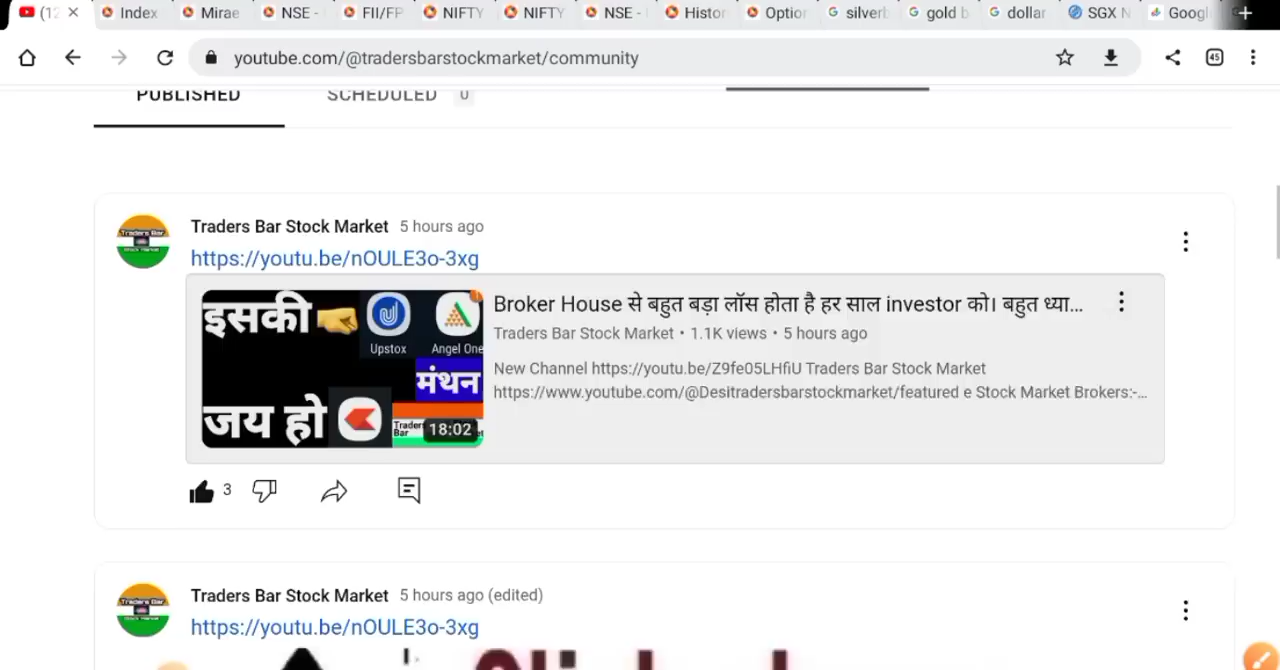 (12
Index
Mirae
NSE -
FII/FP
NIFTY
NIFTY
NSE -
Histor
Option
silverb
gold b
dollar
SGX N
Googl
youtube.com/@tradersbarstockmarket/community
45
PUBLISHED
SCHEDULED 0
Traders Bar Stock Market 5 hours ago
https://youtu.be/nOULE3o-3xg
इसकी
Upstox
Angel One
मंथन
जय हो
Traders
Bar
18:02
Broker House से बहुत बड़ा लॉस होता है हर साल investor को। बहुत ध्या...
Traders Bar Stock Market • 1.1K views • 5 hours ago
New Channel https://youtu.be/Z9fe05LHfiU Traders Bar Stock Market
https://www.youtube.com/@Desitradersbarstockmarket/featured e Stock Market Brokers:-...
3
Traders Bar Stock Market 5 hours ago (edited)
https://youtu.be/nOULE3o-3xg